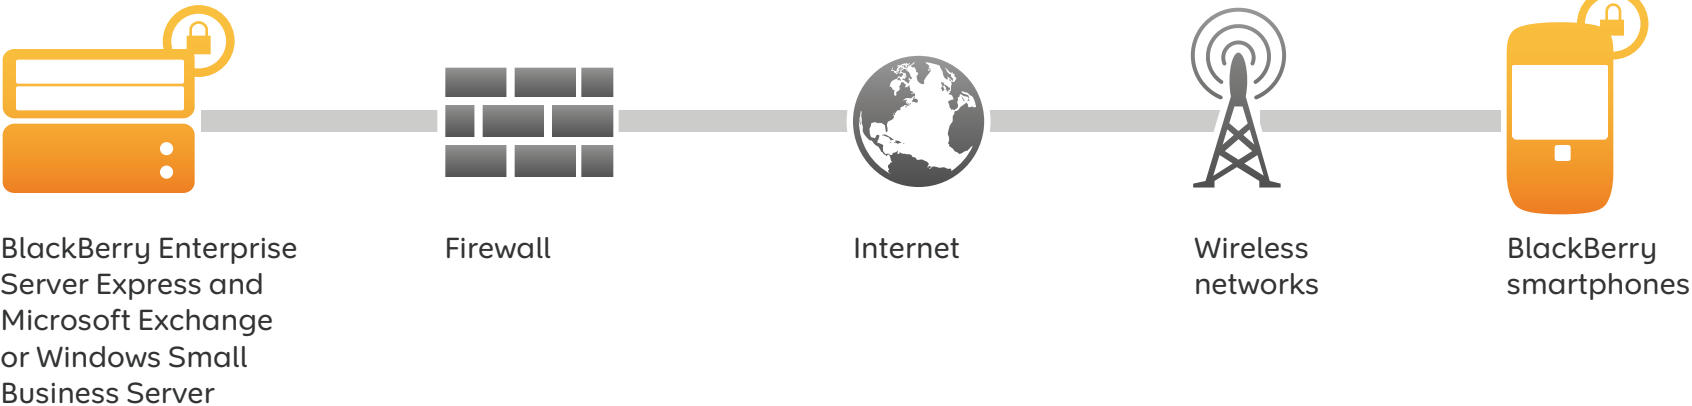 BlackBerry Enterprise
Server Express and
Microsoft Exchange
or Windows Small
Business Server
Firewall
Internet
Wireless
networks
BlackBerry
smartphones